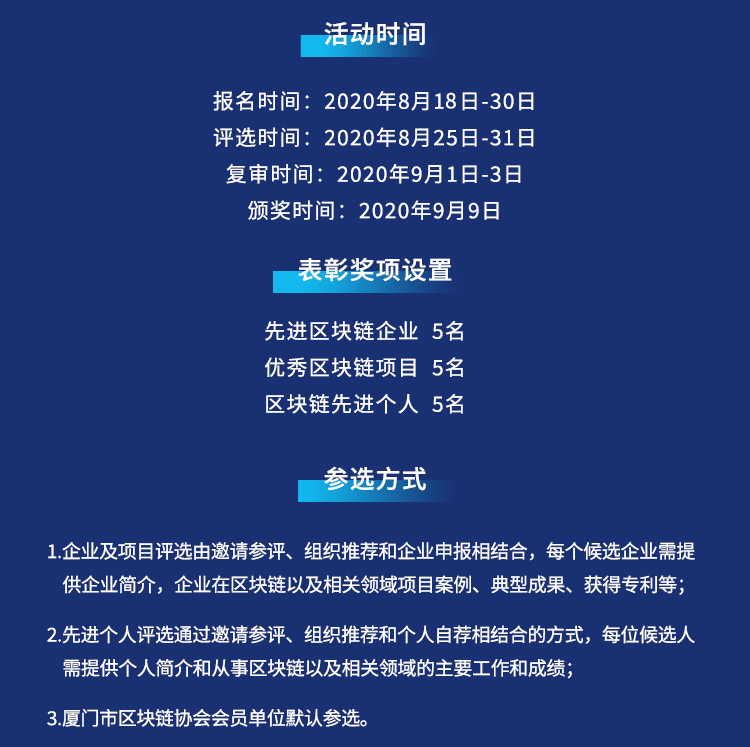 活动时间
报名时间：2020年8月18日-30日
评选时间：2020年8月25日-31日
复审时间：2020年9月1日-3日
颁奖时间：2020年9月9日
表彰奖项设置
先进区块链企业 5名
优秀区块链项目 5名
区块链先进个人 5名
参选方式
1.企业及项目评选由邀请参评、组织推荐和企业申报相结合，每个候选企业需提
供企业简介，企业在区块链以及相关领域项目案例、典型成果、获得专利等；
2.先进个人评选通过邀请参评、组织推荐和个人自荐相结合的方式，每位候选人
需提供个人简介和从事区块链以及相关领域的主要工作和成绩；
3.厦门市区块链协会会员单位默认参选。